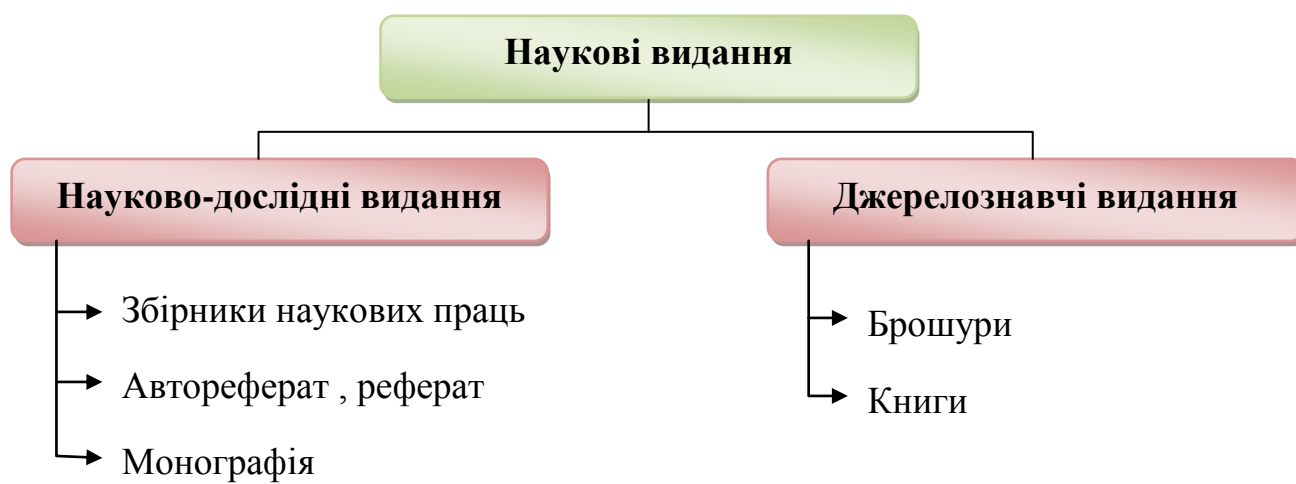 Наукові видання
Науково-дослідні видання
Збірники наукових праць
Автореферат , реферат
Монографія
Джерелознавчі видання
Брошури
Книги